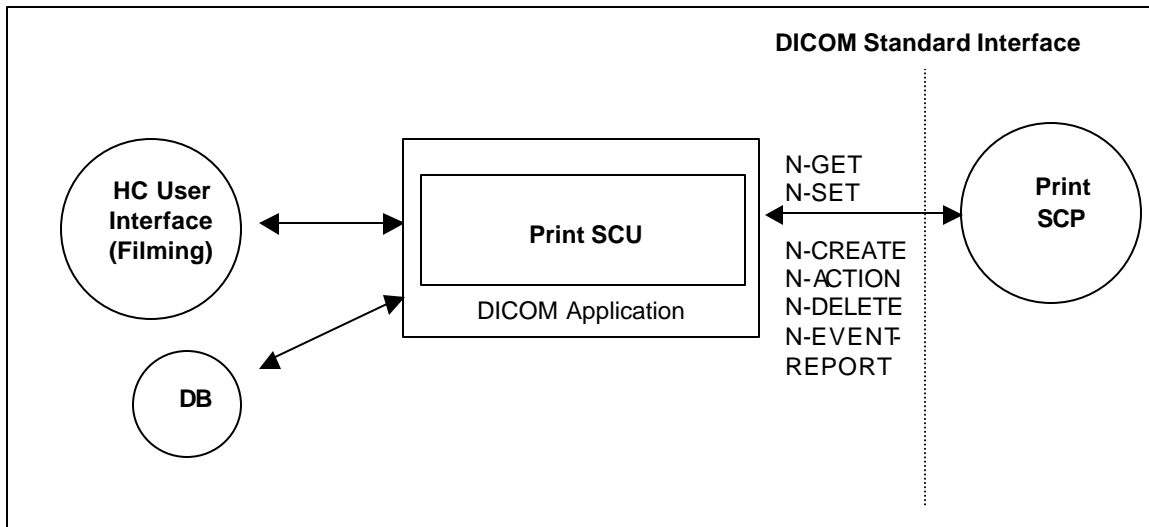 DICOM Standard Interface
HC User
Interface
(Filming)
DB
Print SCU
DICOM Application
N-GET
N-SET
N-CREATE
N-ACTION
N-DELETE
N-EVENT-
REPORT
Print
SCP